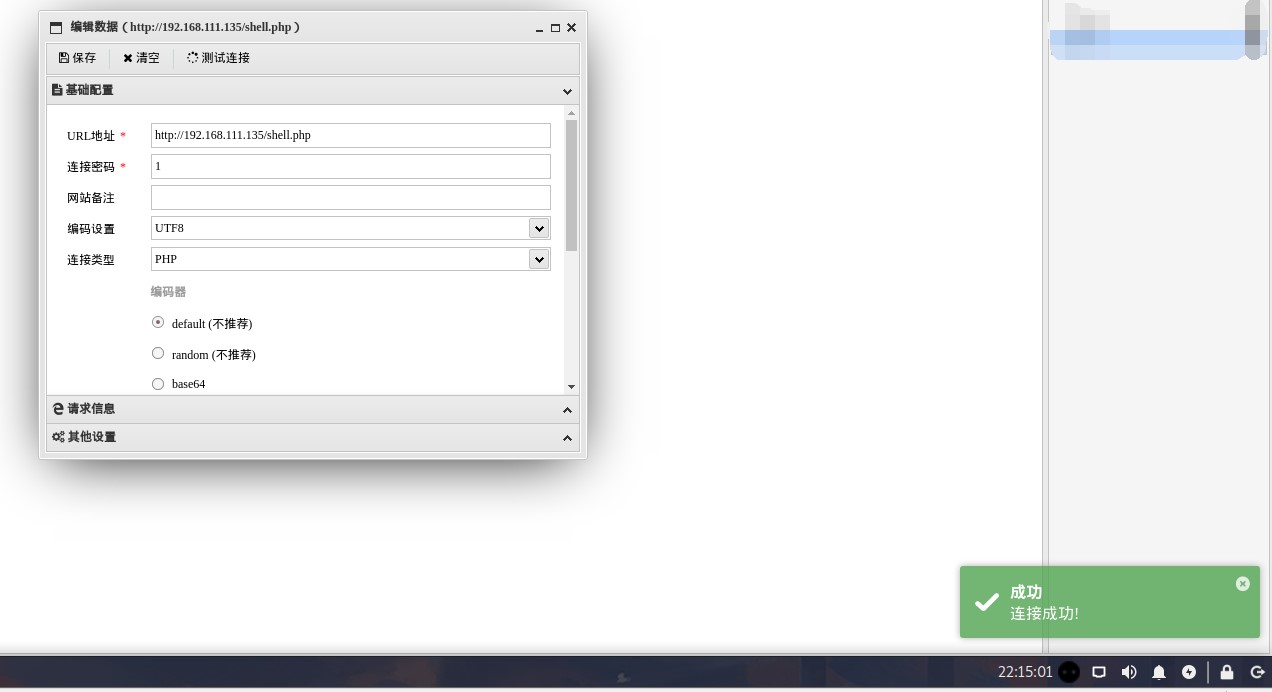 编辑数据 ( http://192.168.111.135/shell.php )
保存 清空 测试连接
基础配置
URL地址 * http://192.168.111.135/shell.php
连接密码 * 1
网站备注
编码设置 UTF8
连接类型 PHP
编码器
default (不推荐)
random (不推荐)
base64
请求信息
其他设置
成功
连接成功!
22:15:01